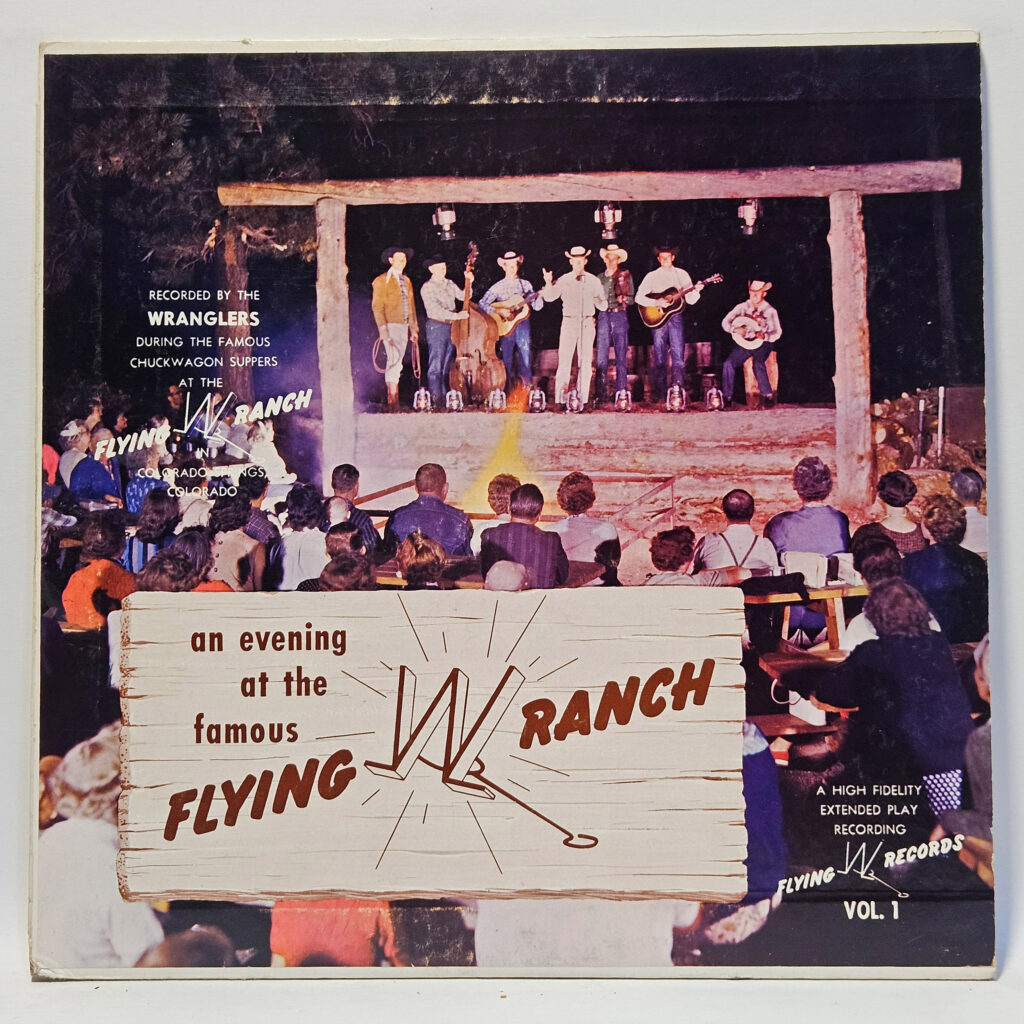 RECORDED BY THE
WRANGLERS
DURING THE FAMOUS
CHUCKWAGON SUPPERS
AT THE
FLYING W RANCH
IN
COLORADO SPRINGS,
COLORADO
an evening
at the
famous
FLYING W RANCH
A HIGH FIDELITY
EXTENDED PLAY
RECORDING
FLYING W RECORDS
VOL. 1